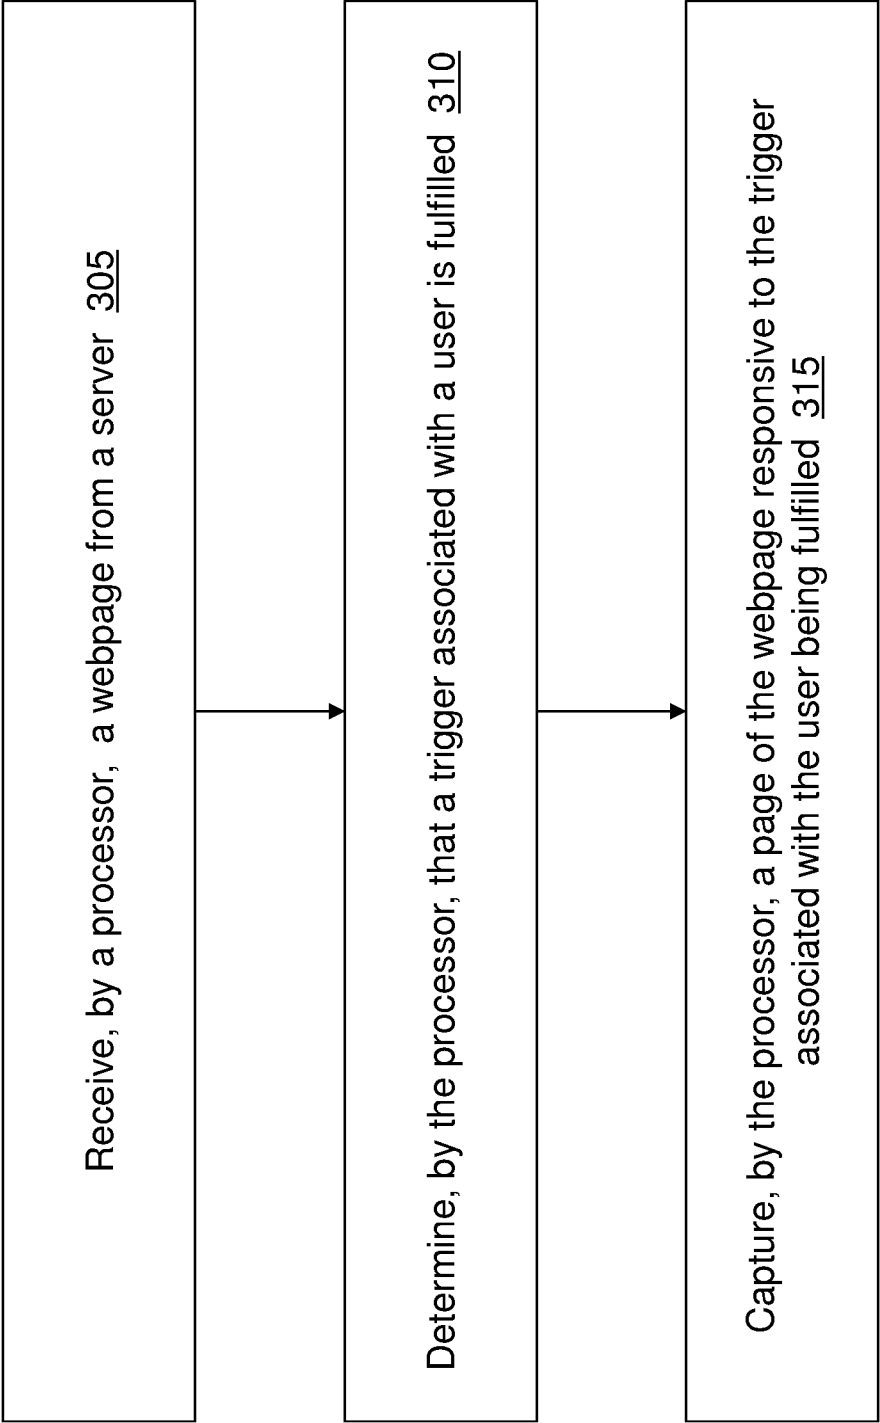 Receive, by a processor, a webpage from a server 305
Determine, by the processor, that a trigger associated with a user is fulfilled 310
Capture, by the processor, a page of the webpage responsive to the trigger
associated with the user being fulfilled 315